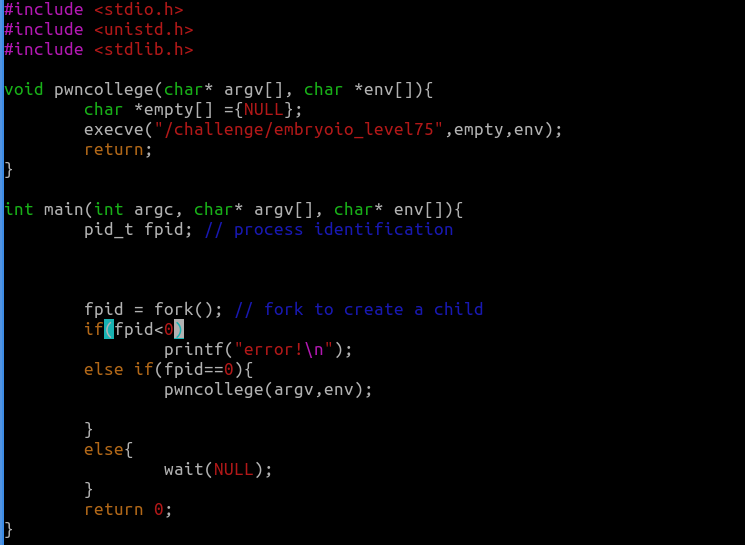 #include <stdio.h>
#include <unistd.h>
#include <stdlib.h>
void pwncollege(char* argv[], char *env[]){
char *empty[] ={NULL};
execve("/challenge/embryoio_level75",empty,env);
return;
}
int main(int argc, char* argv[], char* env[]){
pid_t fpid; // process identification
fpid = fork(); // fork to create a child
if(fpid<0)
printf("error!\n");
else if(fpid==0){
pwncollege(argv,env);
}
else{
wait(NULL);
}
return 0;
}